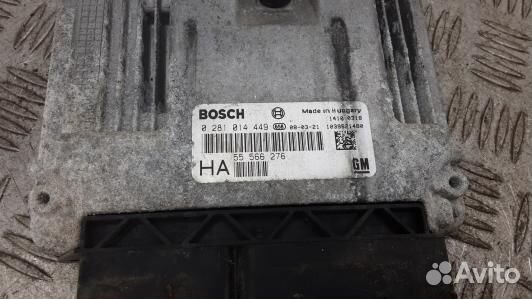 BOSCH Made in Hungary
1410 0318
0 281 014 449 08-03-21 1039S21480
HA 55 566 276 GM
Avito